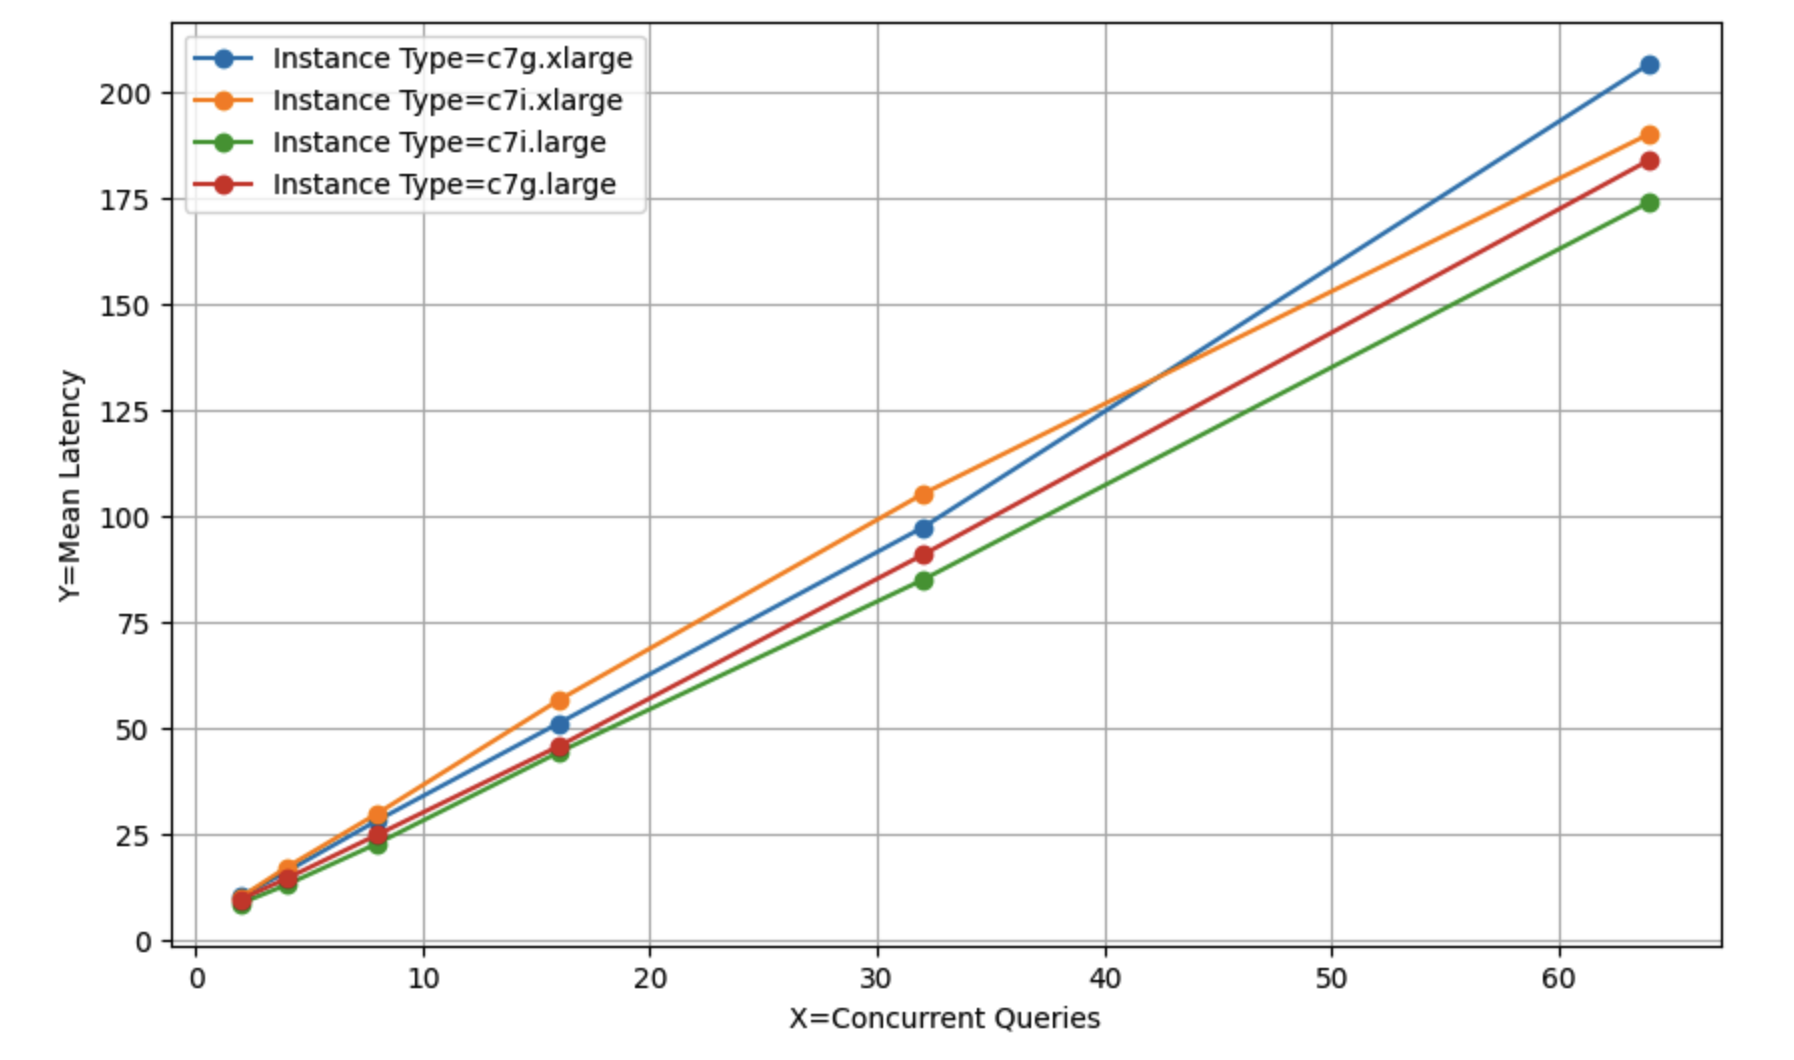 Instance Type=c7g.xlarge
Instance Type=c7i.xlarge
Instance Type=c7i.large
Instance Type=c7g.large
200
175
150
125
100
75
50
25
0
Y=Mean Latency
0 10 20 30 40 50 60
X=Concurrent Queries